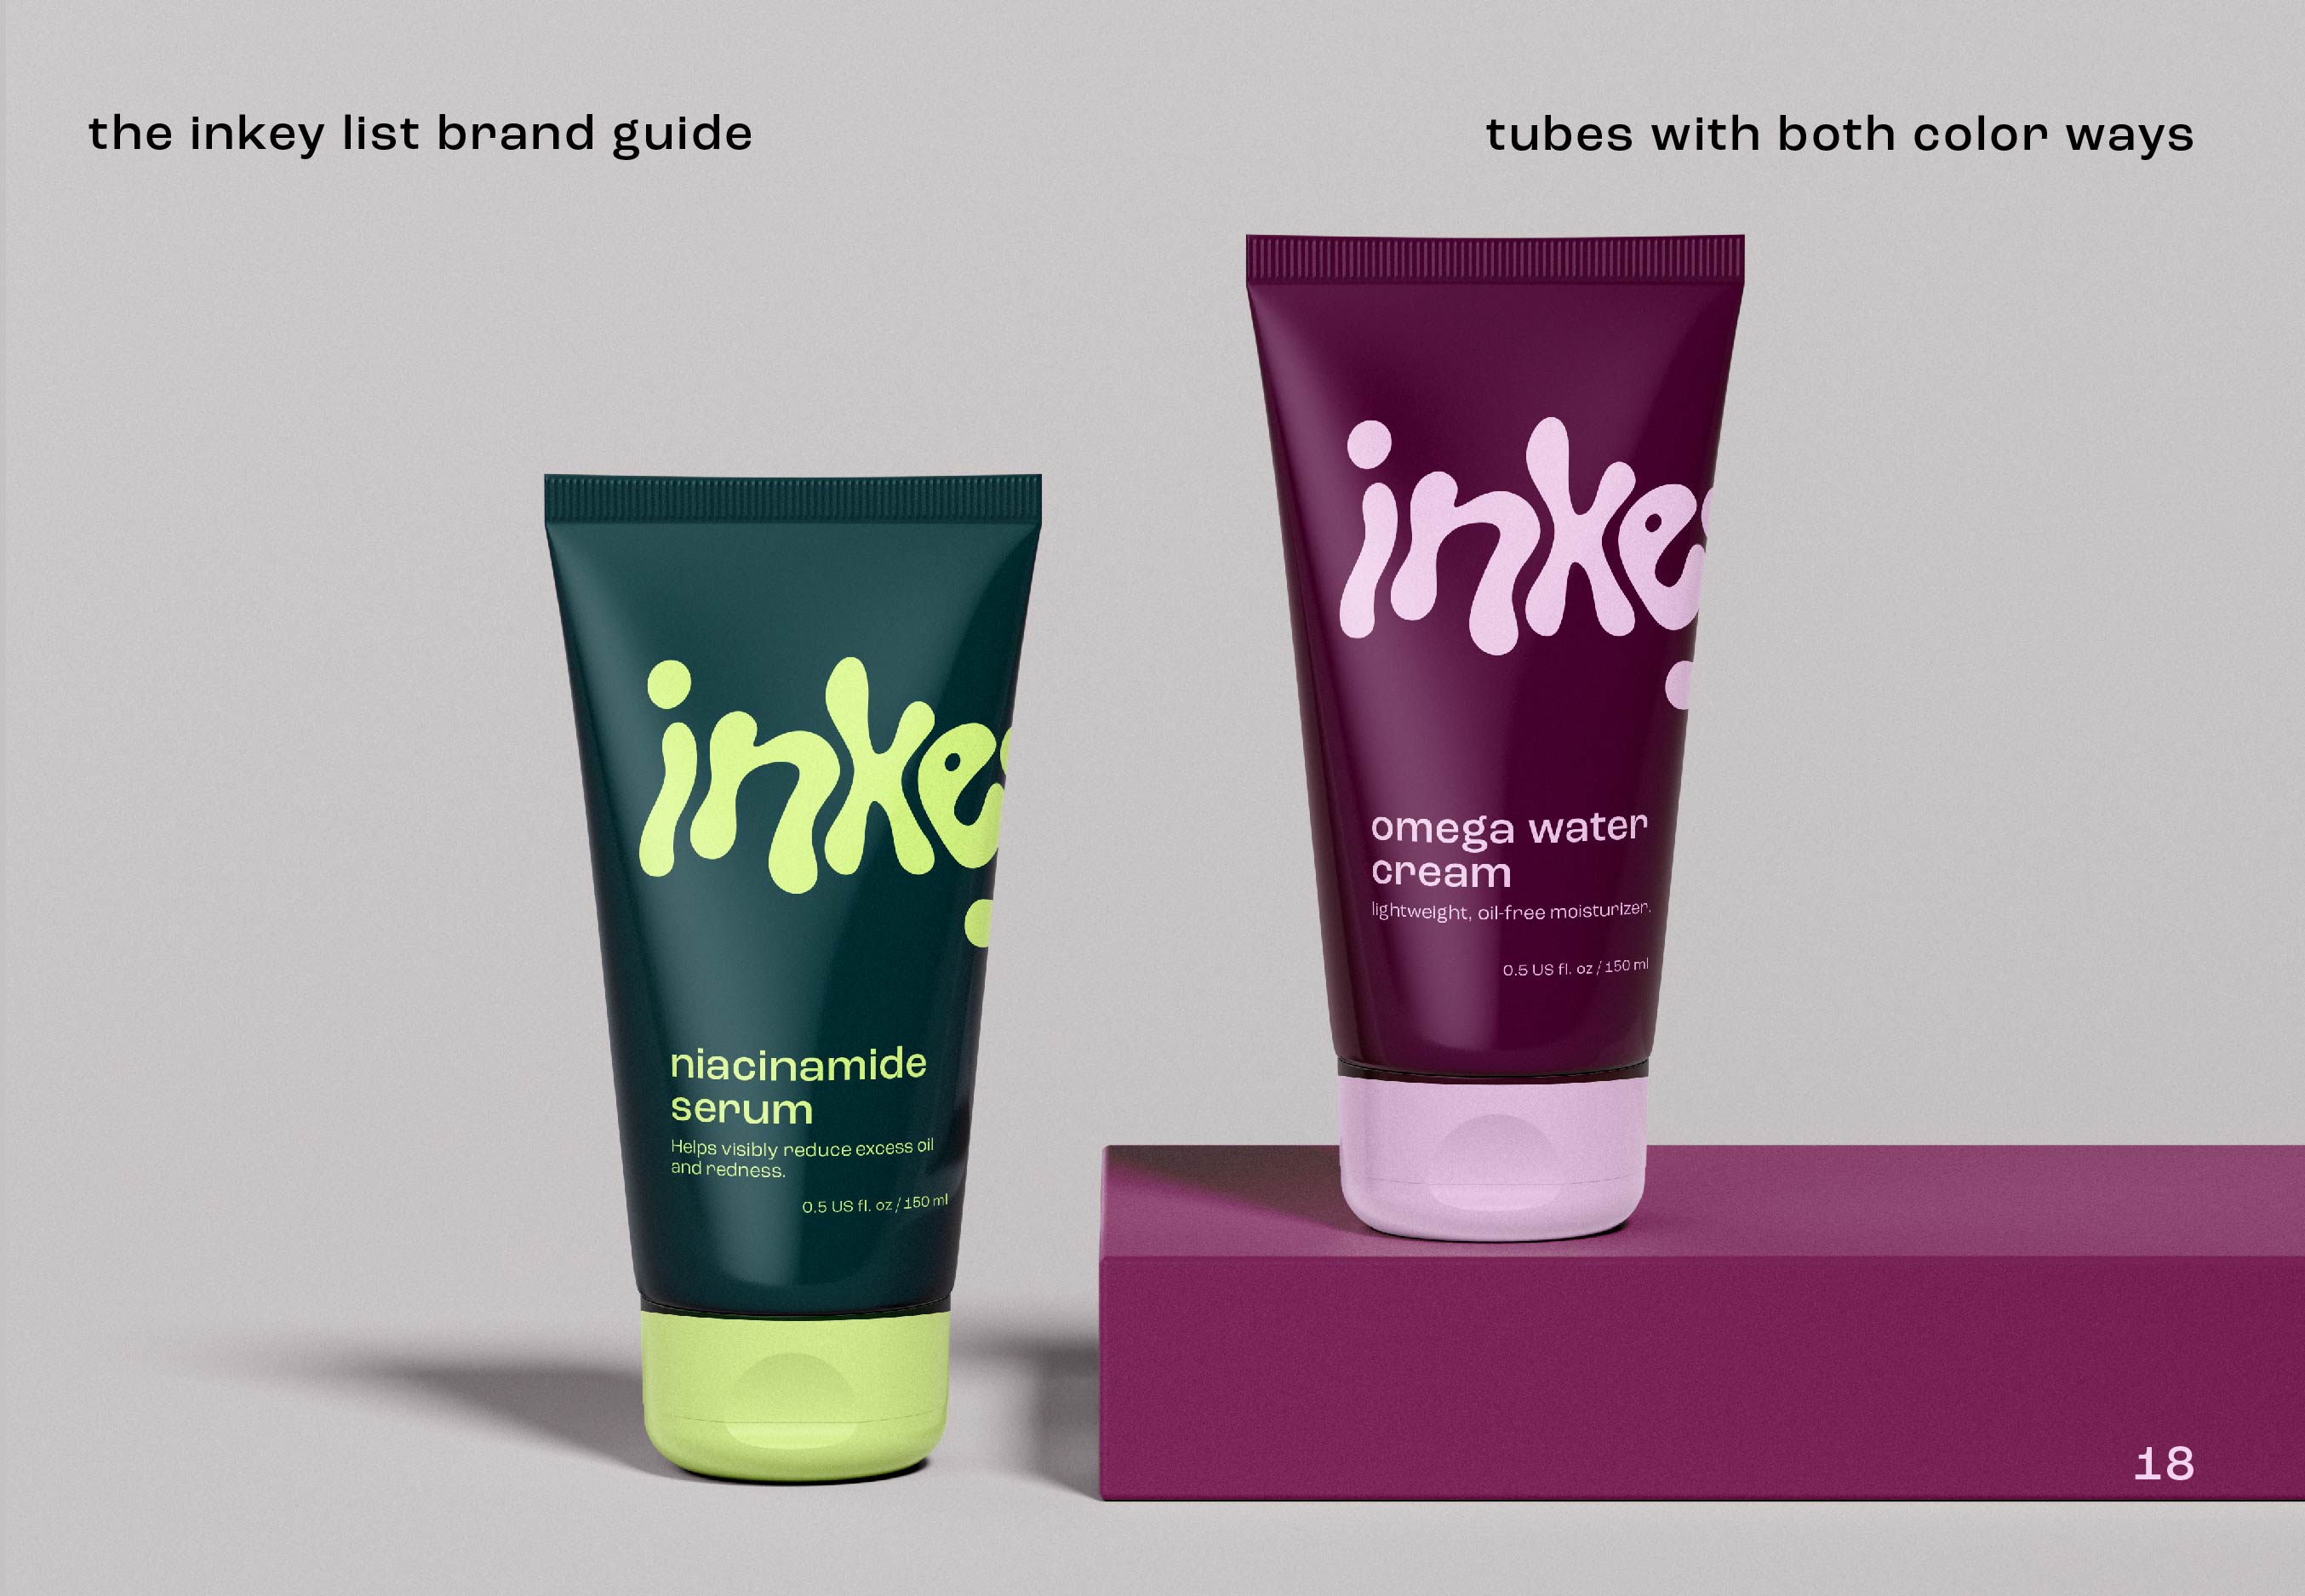 the inkey list brand guide
tubes with both color ways
inke
omega water
cream
lightweight, oil-free moisturizer.
0.5 US fl. oz / 150 ml
inke
niacinamide
serum
Helps visibly reduce excess oil
and redness.
0.5 US fl. oz / 150 ml
18